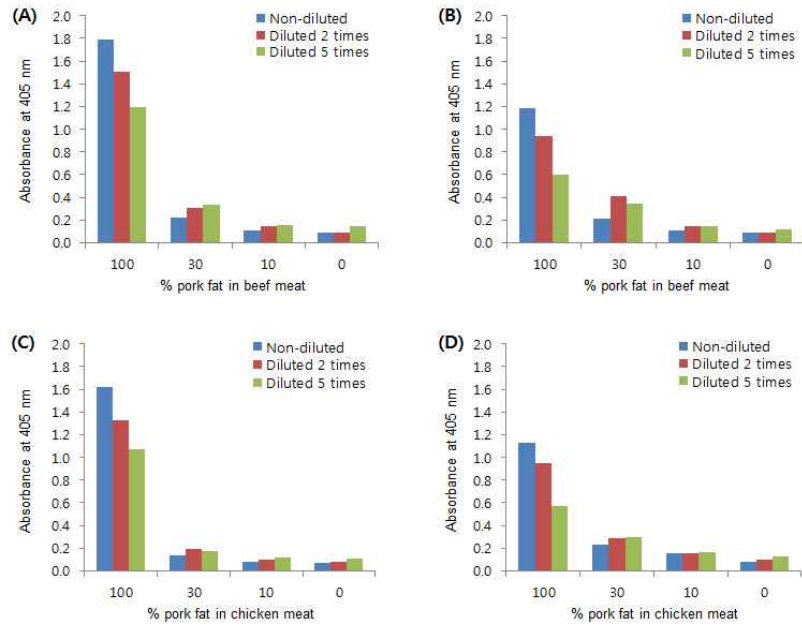 (A)
Non-diluted
Diluted 2 times
Diluted 5 times
Absorbance at 405 nm
2.0
1.8
1.6
1.4
1.2
1.0
0.8
0.6
0.4
0.2
0.0
100 30 10 0
% pork fat in beef meat
(B)
Non-diluted
Diluted 2 times
Diluted 5 times
Absorbance at 405 nm
2.0
1.8
1.6
1.4
1.2
1.0
0.8
0.6
0.4
0.2
0.0
100 30 10 0
% pork fat in beef meat
(C)
Non-diluted
Diluted 2 times
Diluted 5 times
Absorbance at 405 nm
2.0
1.8
1.6
1.4
1.2
1.0
0.8
0.6
0.4
0.2
0.0
100 30 10 0
% pork fat in chicken meat
(D)
Non-diluted
Diluted 2 times
Diluted 5 times
Absorbance at 405 nm
2.0
1.8
1.6
1.4
1.2
1.0
0.8
0.6
0.4
0.2
0.0
100 30 10 0
% pork fat in chicken meat